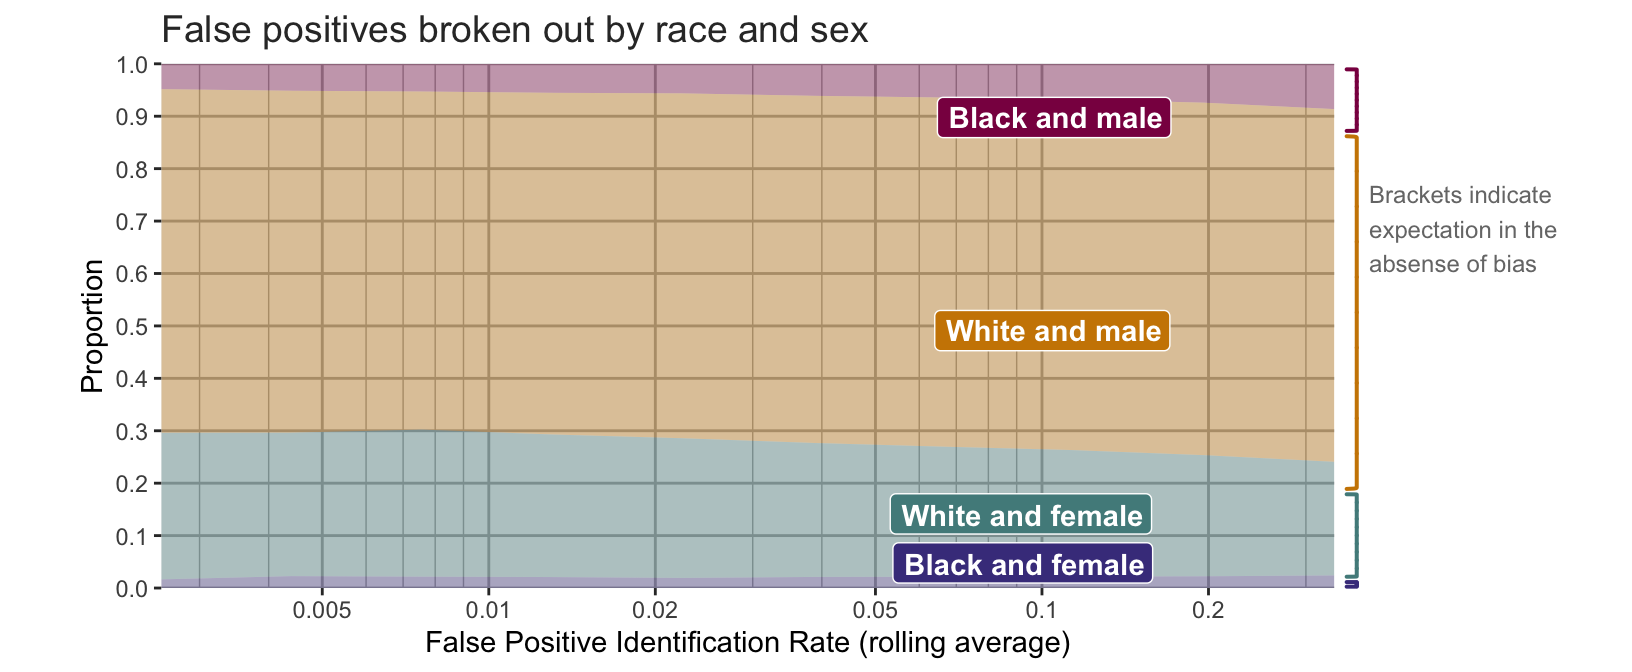 False positives broken out by race and sex
1.0
0.9
0.8
0.7
0.6
0.5
0.4
0.3
0.2
0.1
0.0
Proportion
Black and male
White and male
White and female
Black and female
Brackets indicate
expectation in the
absense of bias
0.005 0.01 0.02 0.05 0.1 0.2
False Positive Identification Rate (rolling average)